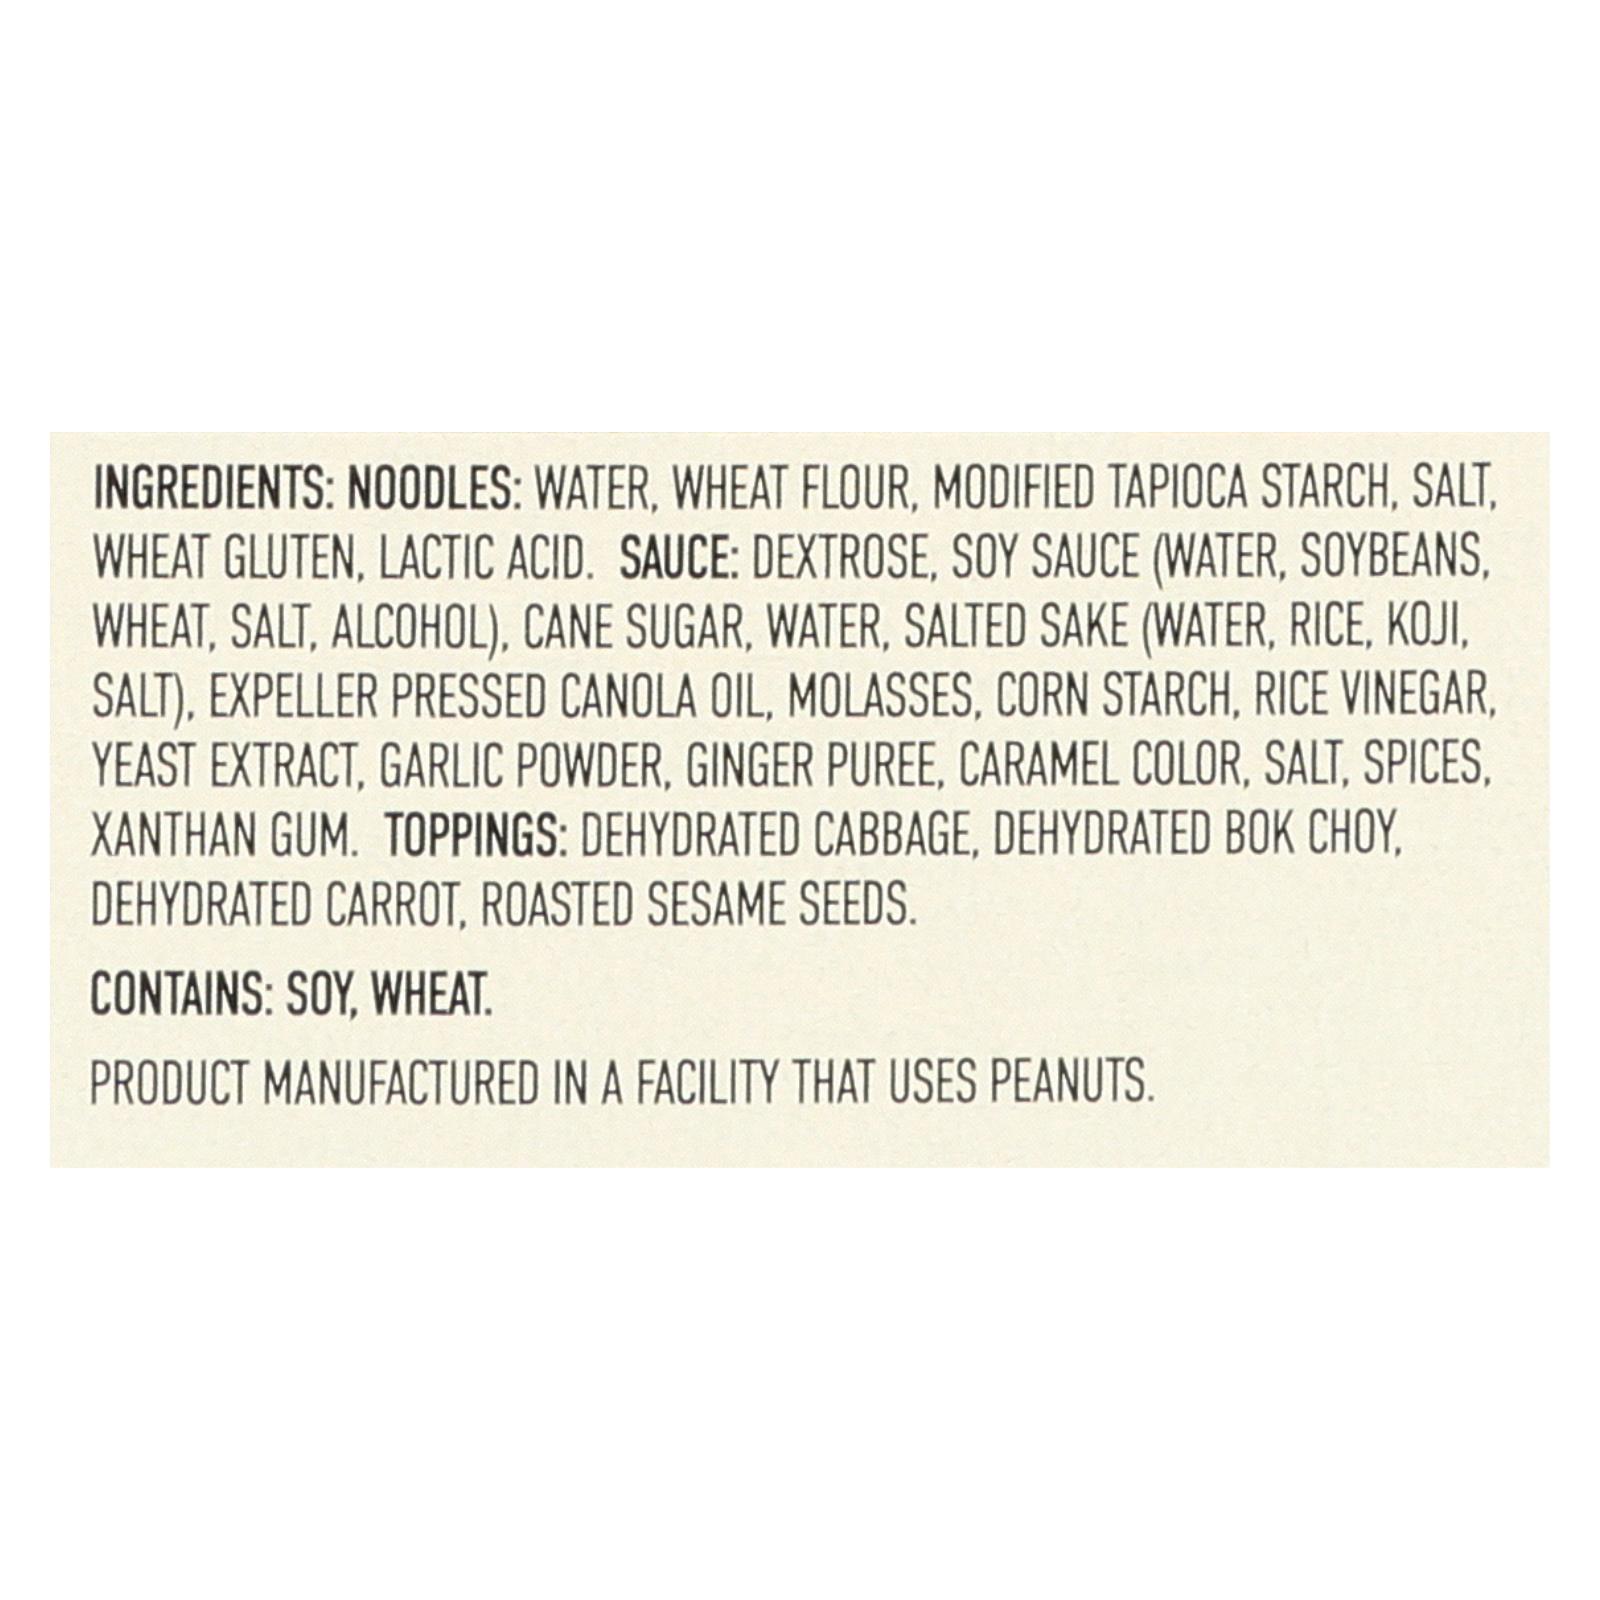 INGREDIENTS: NOODLES: WATER, WHEAT FLOUR, MODIFIED TAPIOCA STARCH, SALT,
WHEAT GLUTEN, LACTIC ACID. SAUCE: DEXTROSE, SOY SAUCE (WATER, SOYBEANS,
WHEAT, SALT, ALCOHOL), CANE SUGAR, WATER, SALTED SAKE (WATER, RICE, KOJI,
SALT), EXPELLER PRESSED CANOLA OIL, MOLASSES, CORN STARCH, RICE VINEGAR,
YEAST EXTRACT, GARLIC POWDER, GINGER PUREE, CARAMEL COLOR, SALT, SPICES,
XANTHAN GUM. TOPPINGS: DEHYDRATED CABBAGE, DEHYDRATED BOK CHOY,
DEHYDRATED CARROT, ROASTED SESAME SEEDS.
CONTAINS: SOY, WHEAT.
PRODUCT MANUFACTURED IN A FACILITY THAT USES PEANUTS.